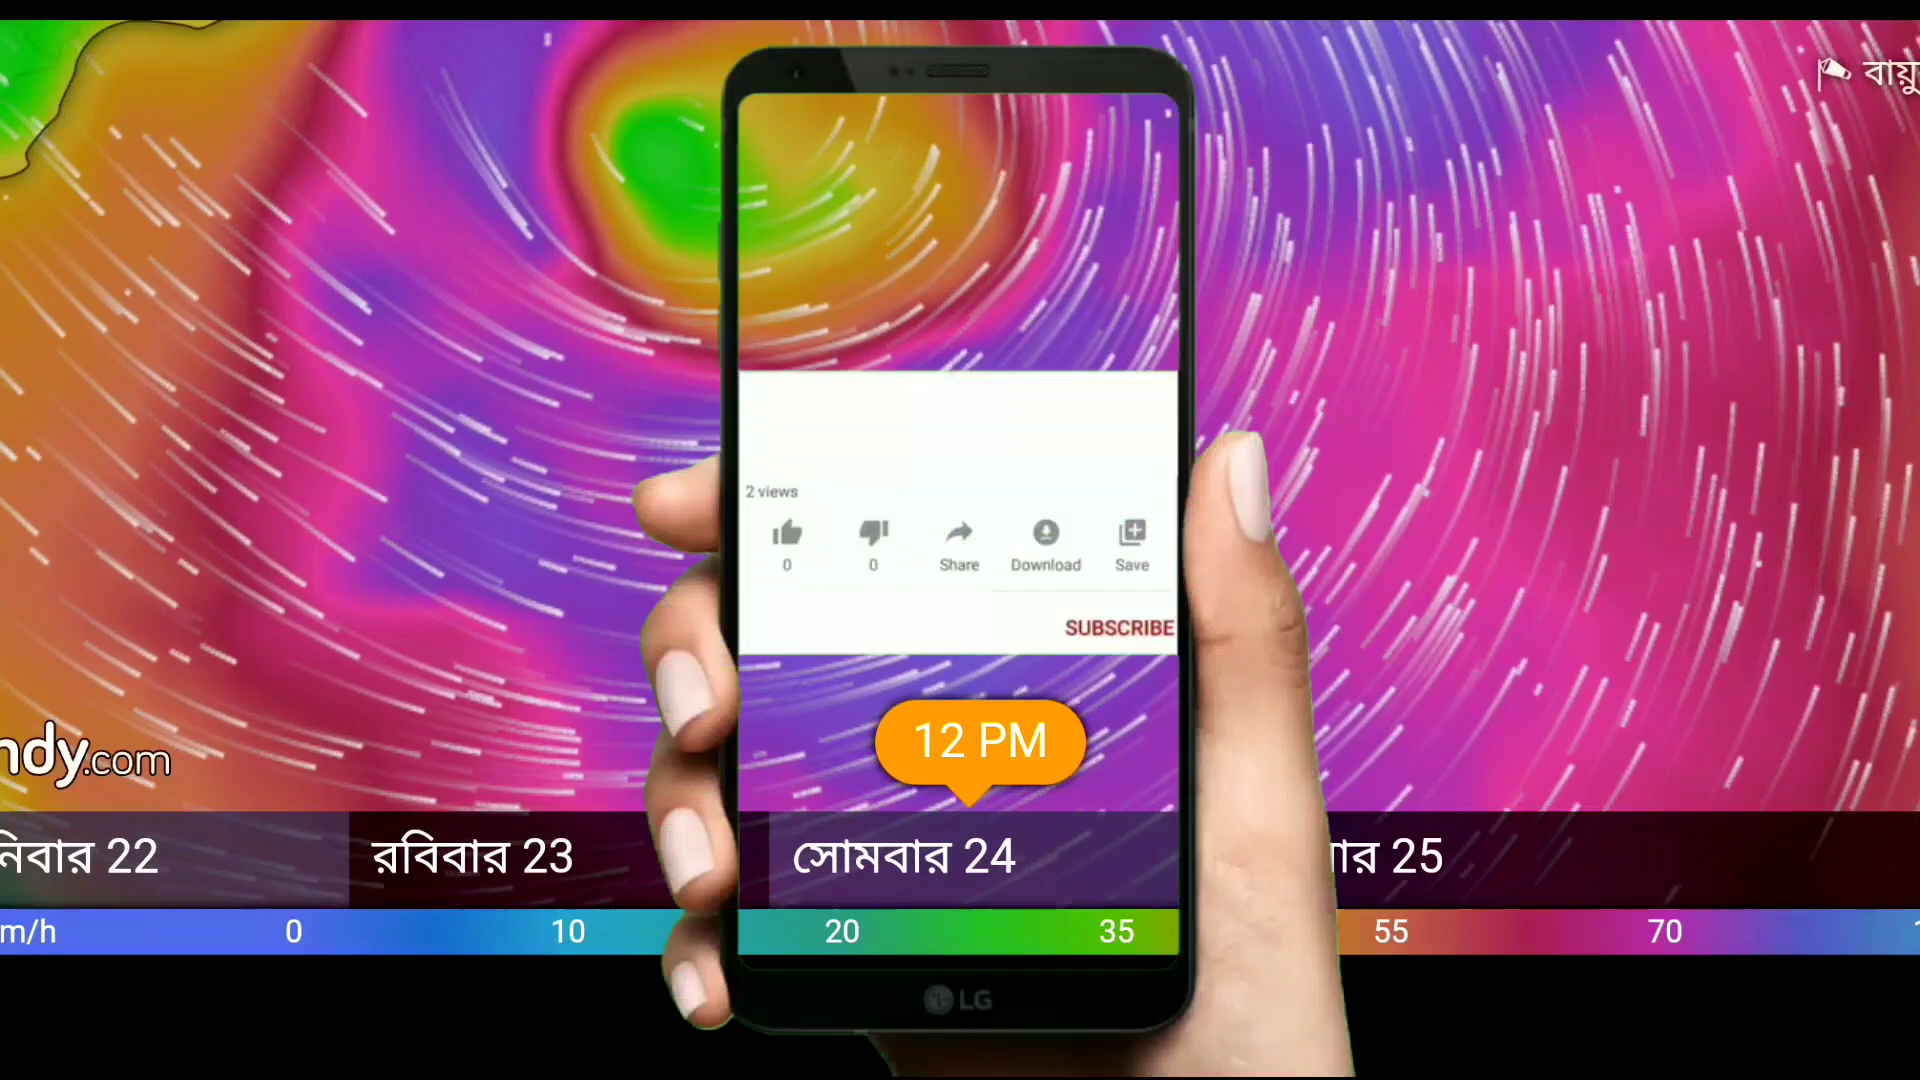 বায়ু
2 views
0 0 Share Download Save
SUBSCRIBE
12 PM
ndy.com
নিবার 22 রবিবার 23 সোমবার 24 বার 25
m/h 0 10 20 35 55 70
LG